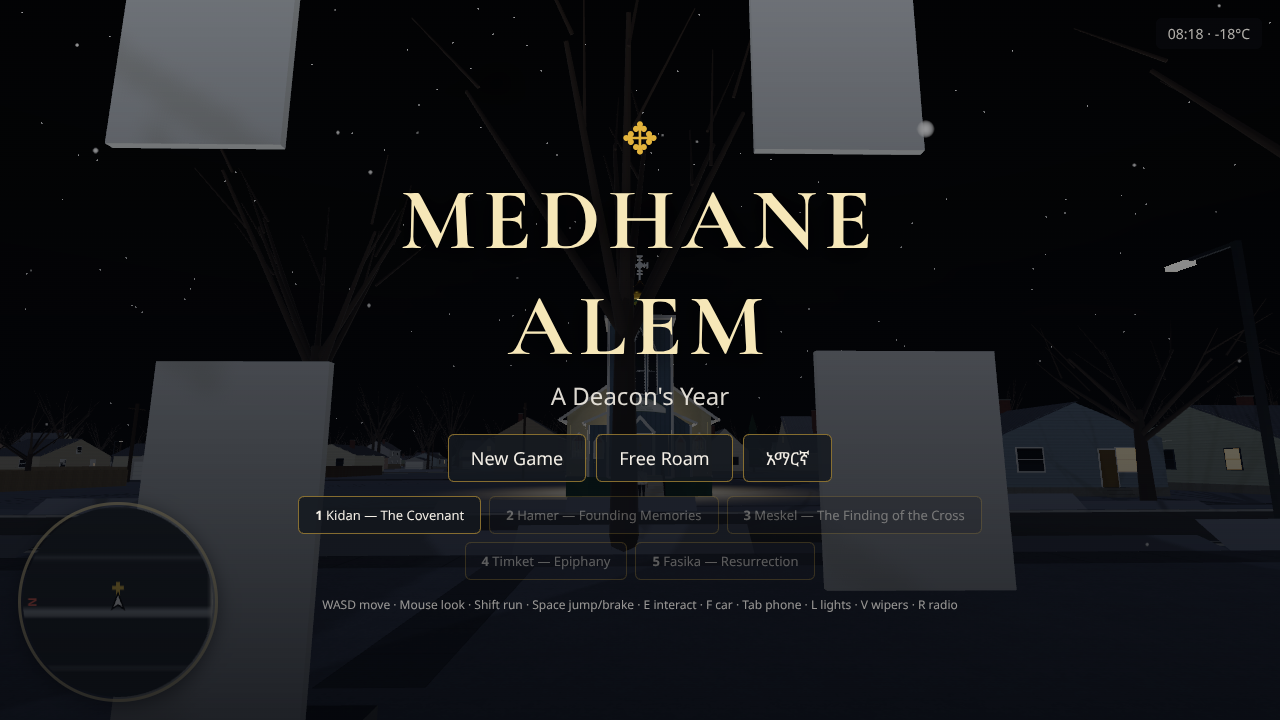 08:18 · -18°C
MEDHANE
ALEM
A Deacon's Year
New Game
Free Roam
አማርኛ
1 Kidan — The Covenant
2 Hamer — Founding Memories
3 Meskel — The Finding of the Cross
4 Timket — Epiphany
5 Fasika — Resurrection
N
WASD move · Mouse look · Shift run · Space jump/brake · E interact · F car · Tab phone · L lights · V wipers · R radio